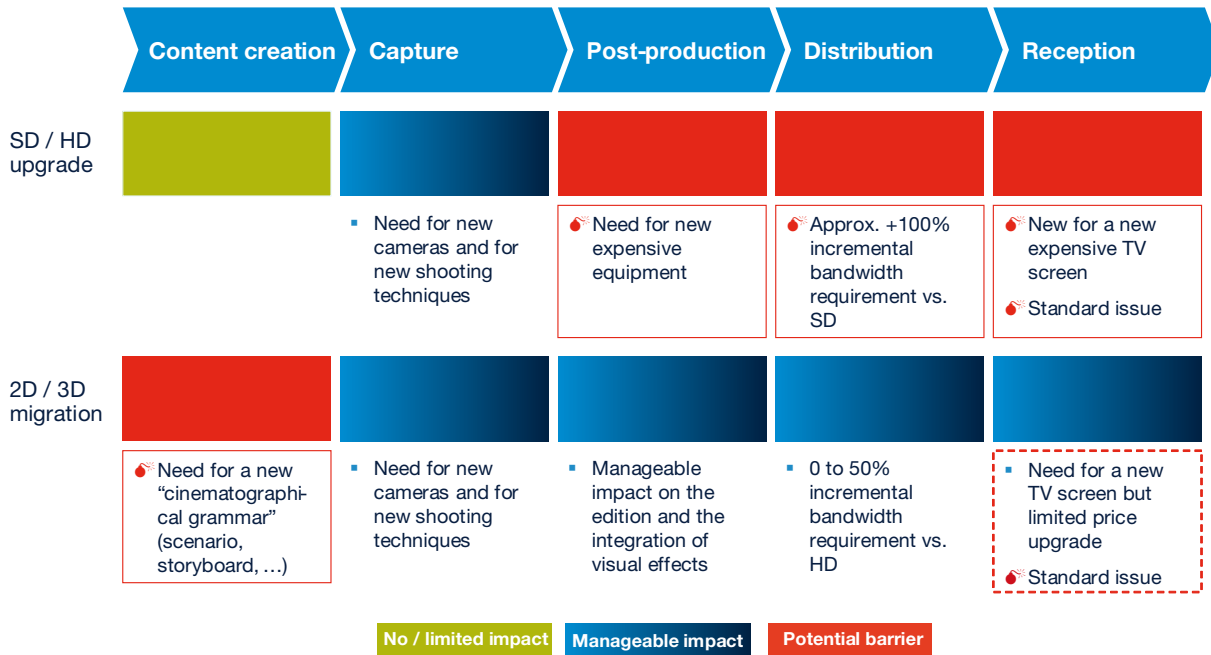 Content creation
Capture
Post-production
Distribution
Reception
SD / HD
upgrade
Need for new
cameras and for
new shooting
techniques
Need for new
expensive
equipment
Approx. +100%
incremental
bandwidth
requirement vs.
SD
New for a new
expensive TV
screen
Standard issue
2D / 3D
migration
Need for a new
“cinematographi-
cal grammar”
(scenario,
storyboard, …)
Need for new
cameras and for
new shooting
techniques
Manageable
impact on the
edition and the
integration of
visual effects
0 to 50%
incremental
bandwidth
requirement vs.
HD
Need for a new
TV screen but
limited price
upgrade
Standard issue
No / limited impact
Manageable impact
Potential barrier